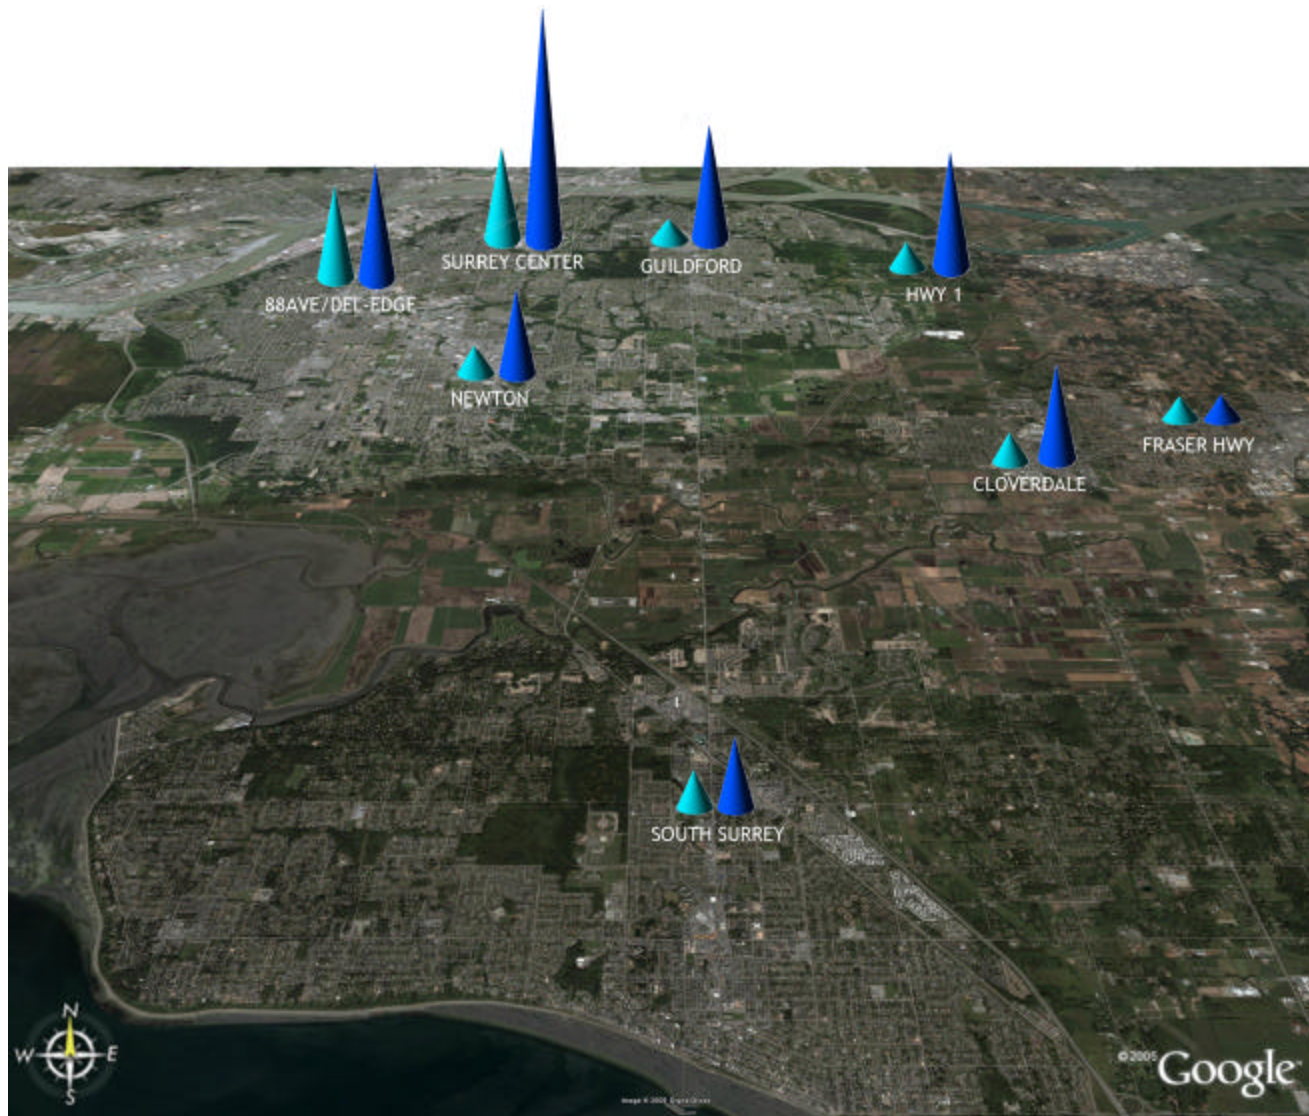 SURREY CENTER
GUILDFORD
88AVE/DEL-EDGE
HWY 1
NEWTON
FRASER HWY
CLOVERDALE
SOUTH SURREY
N
W E
S
©2005 Google